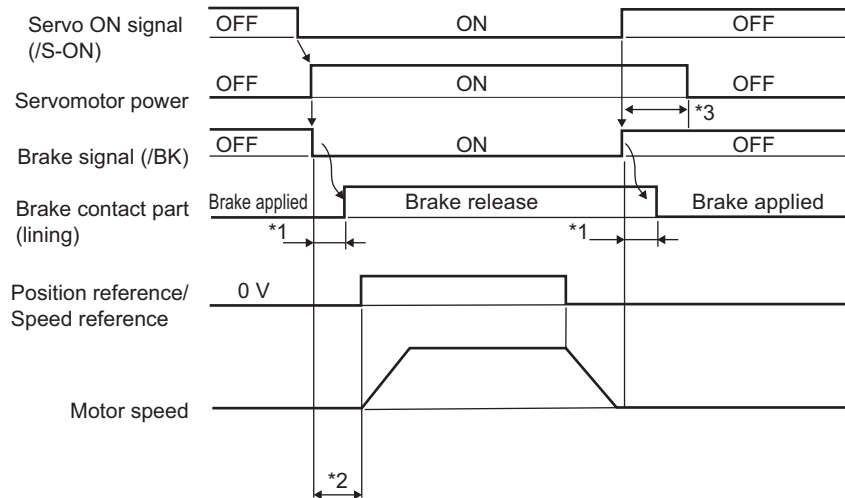 Servo ON signal
(/S-ON)
OFF ON OFF
Servomotor power
OFF ON OFF
*3
Brake signal (/BK)
OFF ON OFF
Brake contact part
(lining)
Brake applied Brake release Brake applied
*1 *1
Position reference/
Speed reference
0 V
Motor speed
*2